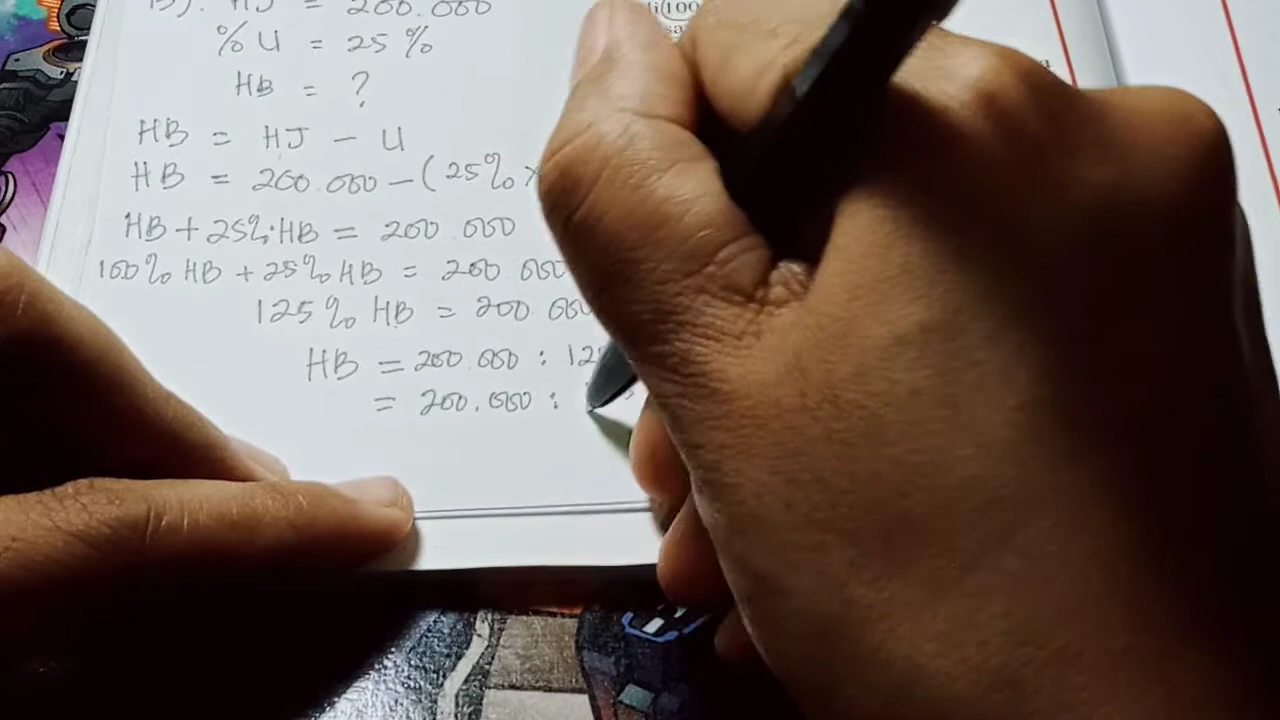 B). HJ = 200.000
% U = 25 %
HB = ?
HB = HJ - U
HB = 200.000 - (25% x
HB + 25% · HB = 200.000
100% HB + 25% HB = 200.000
125% HB = 200.000
HB = 200.000 : 12
= 200.000 :